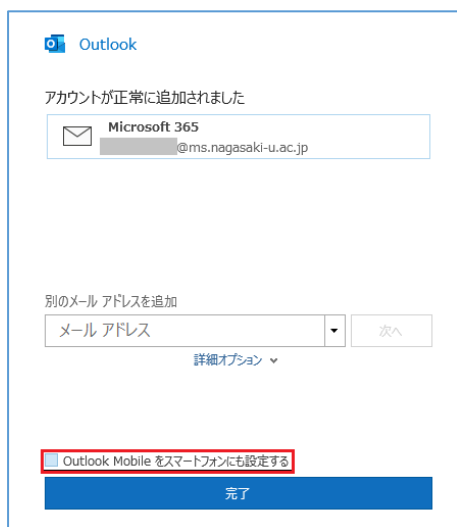 Outlook
アカウントが正常に追加されました
Microsoft 365
@ms.nagasaki-u.ac.jp
別のメール アドレスを追加
メール アドレス
次へ
詳細オプション
Outlook Mobile をスマートフォンにも設定する
完了